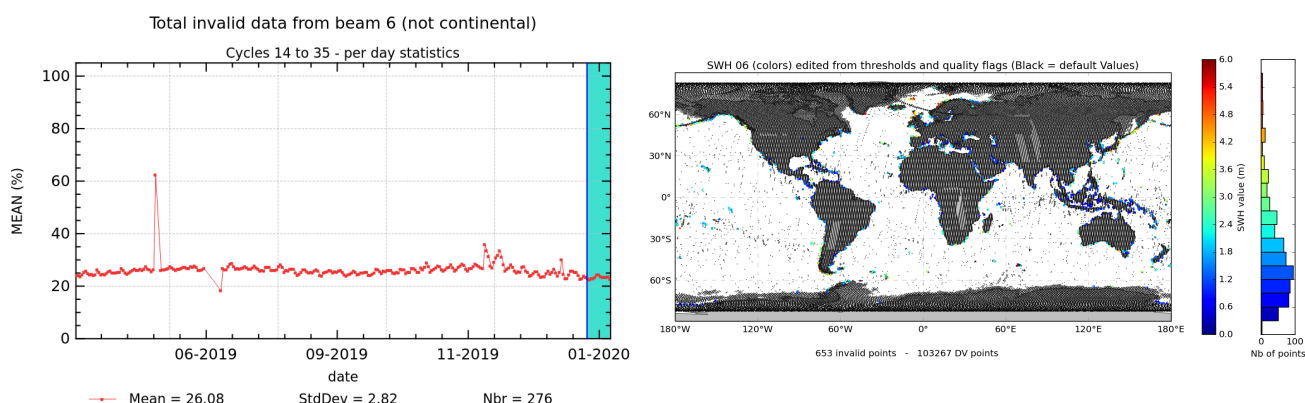 Total invalid data from beam 6 (not continental)
Cycles 14 to 35 - per day statistics
100
80
60
40
20
0
MEAN (%)
06-2019
09-2019
11-2019
01-2020
date
Mean = 26.08
StdDev = 2.82
Nbr = 276
SWH 06 (colors) edited from thresholds and quality flags (Black = default Values)
60°N
30°N
0°
30°S
60°S
180°W
120°W
60°W
0°
60°E
120°E
180°E
653 invalid points - 103267 DV points
6.0
5.4
4.8
4.2
3.6
3.0
2.4
1.8
1.2
0.6
0.0
SWH value (m)
0
100
Nb of points